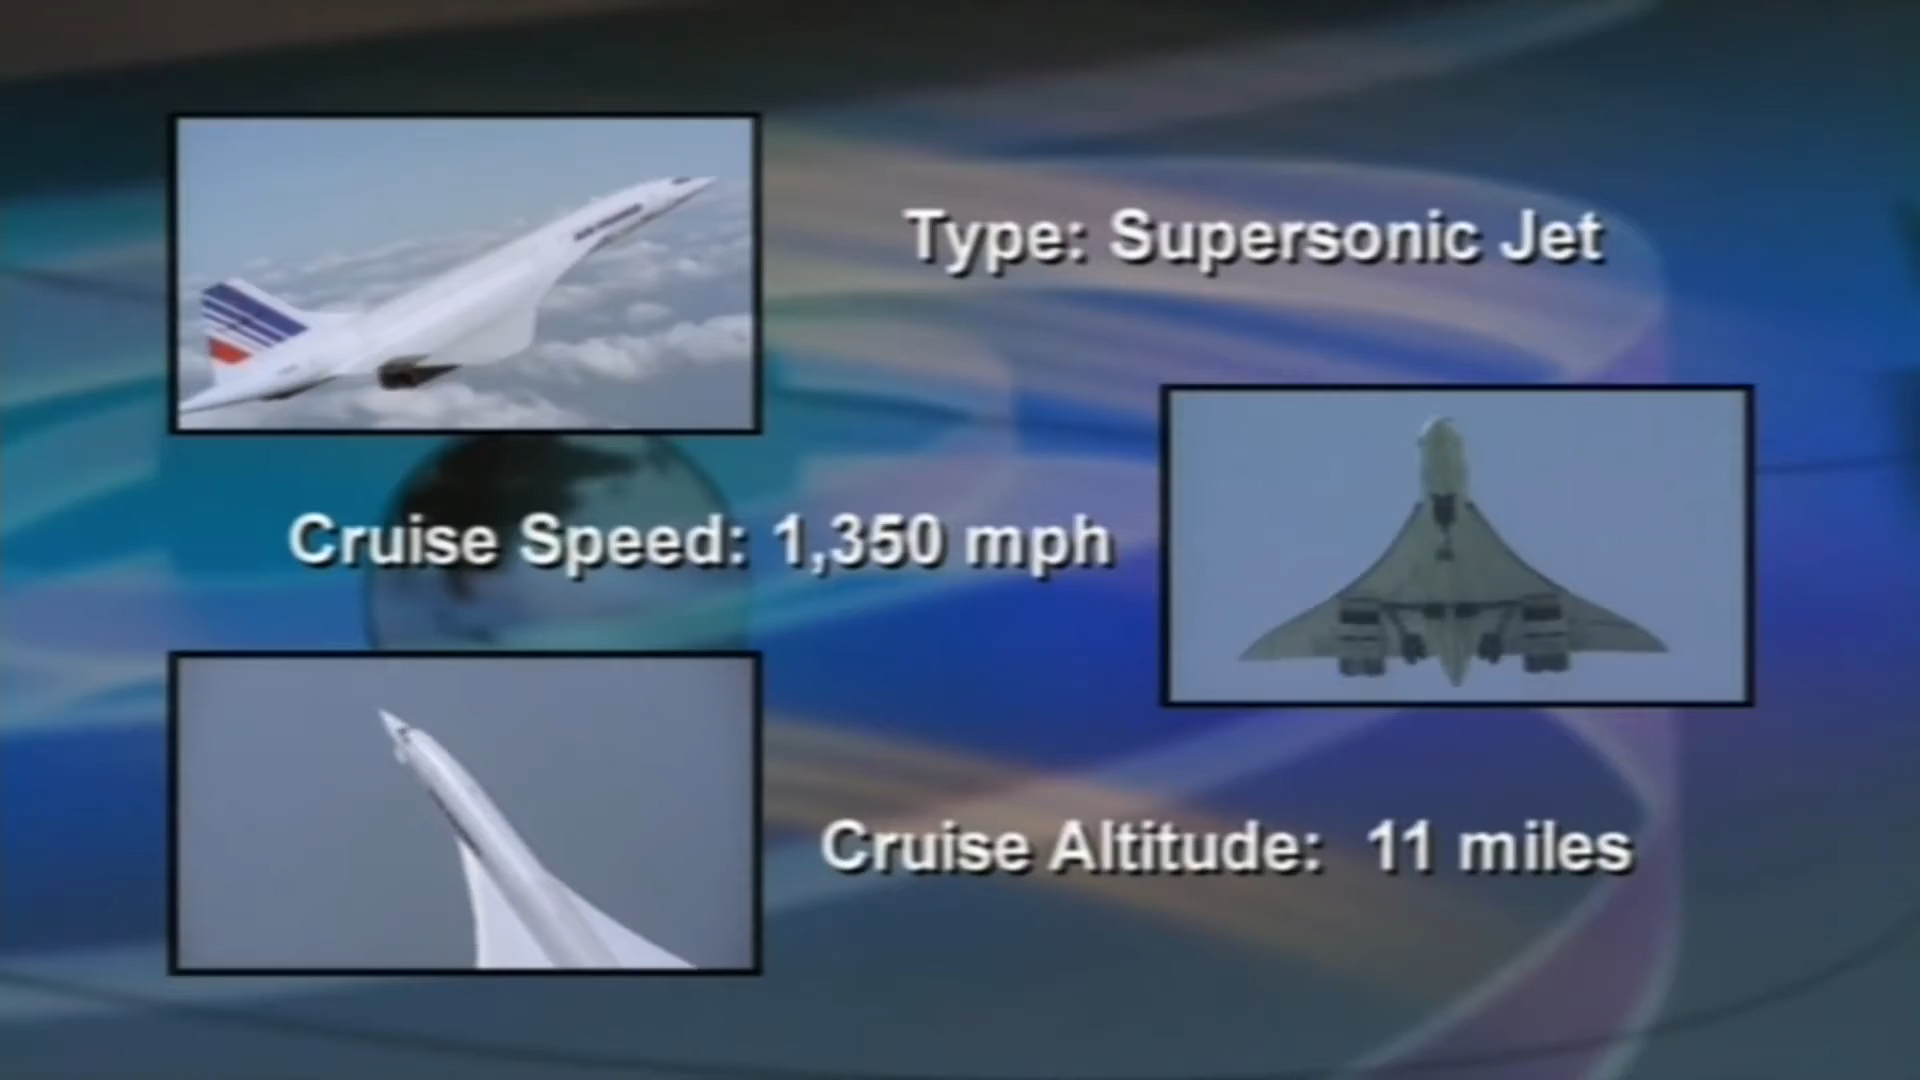 Type: Supersonic Jet
Cruise Speed: 1,350 mph
Cruise Altitude: 11 miles